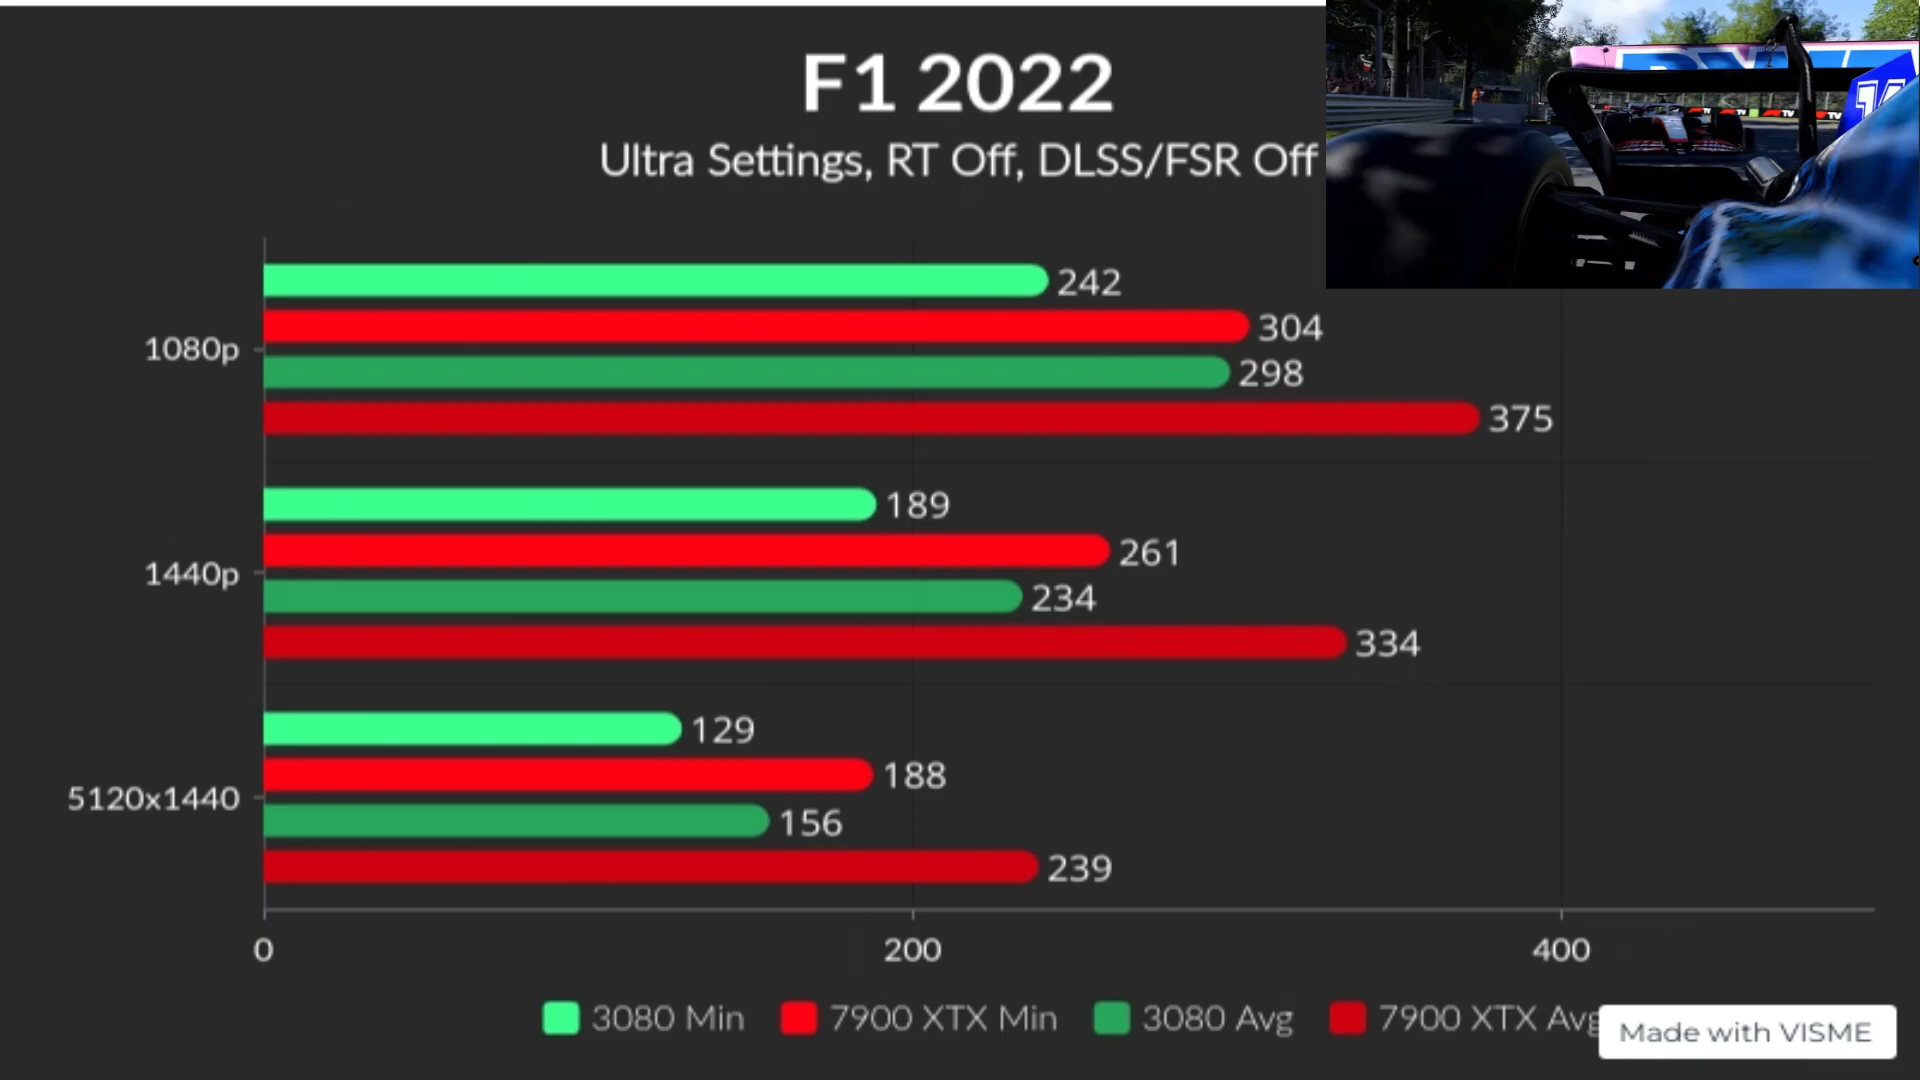 F1 2022
Ultra Settings, RT Off, DLSS/FSR Off
1080p
242
304
298
375
1440p
189
261
234
334
5120x1440
129
188
156
239
0 200 400
3080 Min 7900 XTX Min 3080 Avg 7900 XTX Avg
Made with VISME